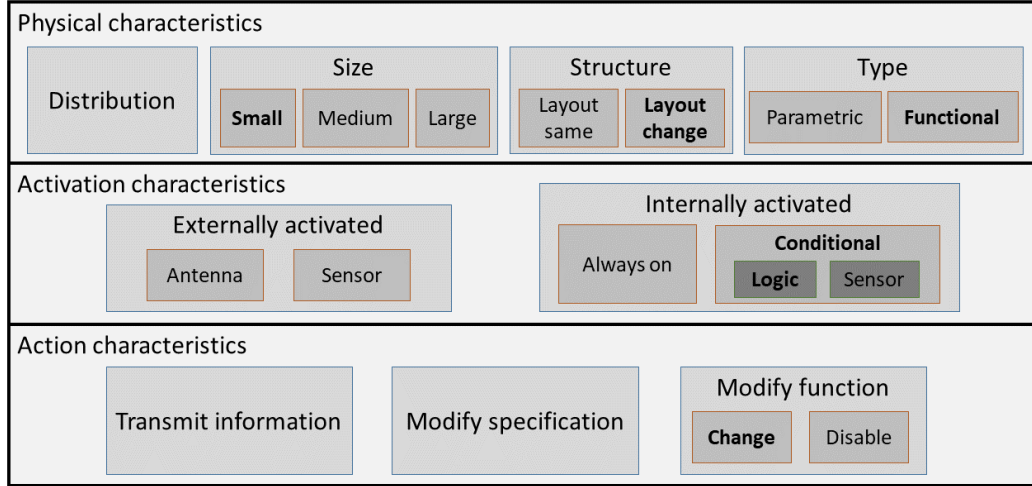 Physical characteristics
Distribution
Size
Small
Medium
Large
Structure
Layout
same
Layout
change
Type
Parametric
Functional
Activation characteristics
Externally activated
Antenna
Sensor
Internally activated
Always on
Conditional
Logic
Sensor
Action characteristics
Transmit information
Modify specification
Modify function
Change
Disable